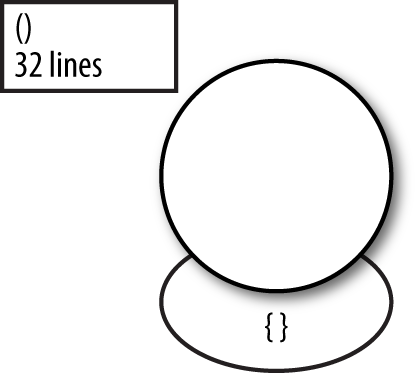 ()
32 lines
{ }